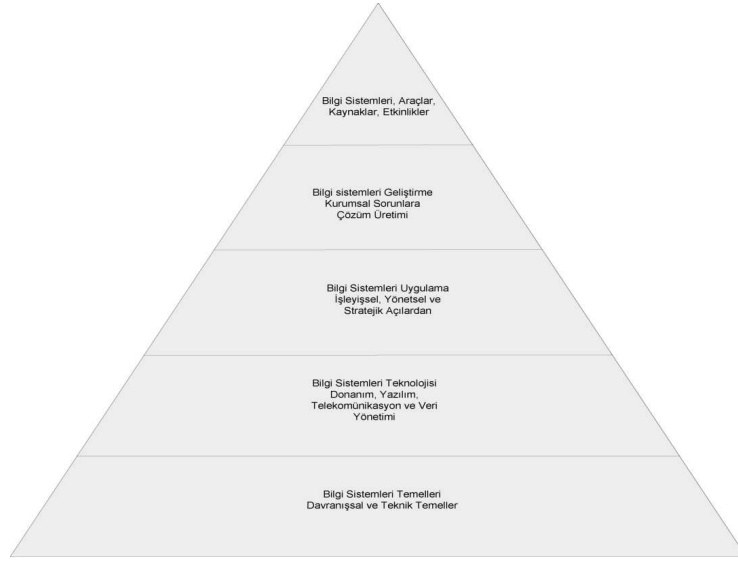 Bilgi Sistemleri, Araçlar,
Kaynaklar, Etkinlikler
Bilgi sistemleri Geliştirme
Kurumsal Sorunlara
Çözüm Üretimi
Bilgi Sistemleri Uygulama
İşleyişsel, Yönetsel ve
Stratejik Açılardan
Bilgi Sistemleri Teknolojisi
Donanım, Yazılım,
Telekomünikasyon ve Veri
Yönetimi
Bilgi Sistemleri Temelleri
Davranışsal ve Teknik Temeller